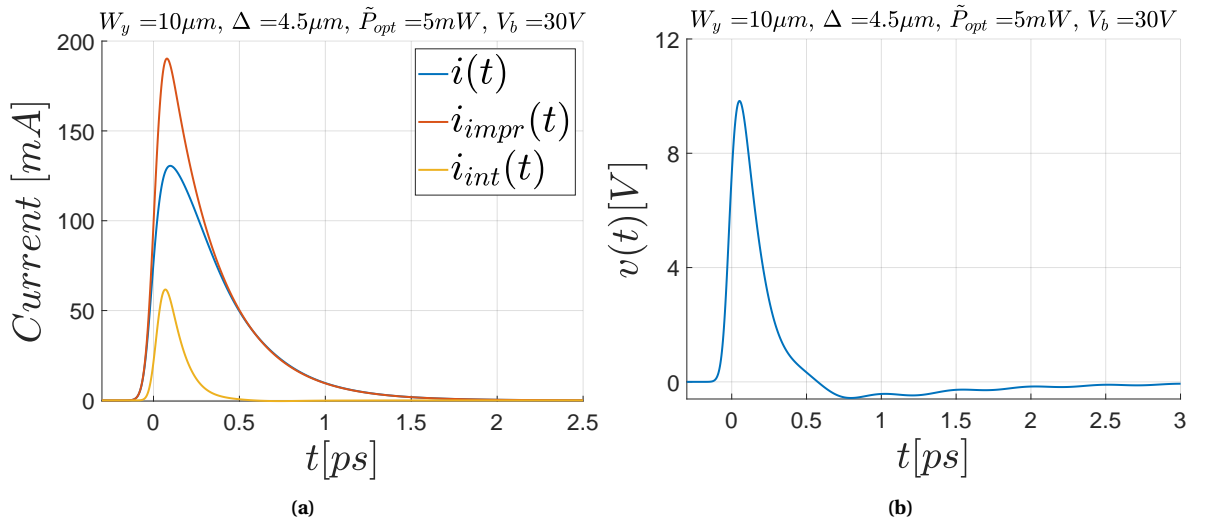 W_y =10μm, Δ =4.5μm, P̃_opt =5mW, V_b =30V
200
150
100
50
0
Current [mA]
i(t)
i_impr(t)
i_int(t)
0
0.5
1
1.5
2
2.5
t[ps]
(a)
W_y =10μm, Δ =4.5μm, P̃_opt =5mW, V_b =30V
12
8
4
0
v(t)[V]
0
0.5
1
1.5
2
2.5
3
t[ps]
(b)